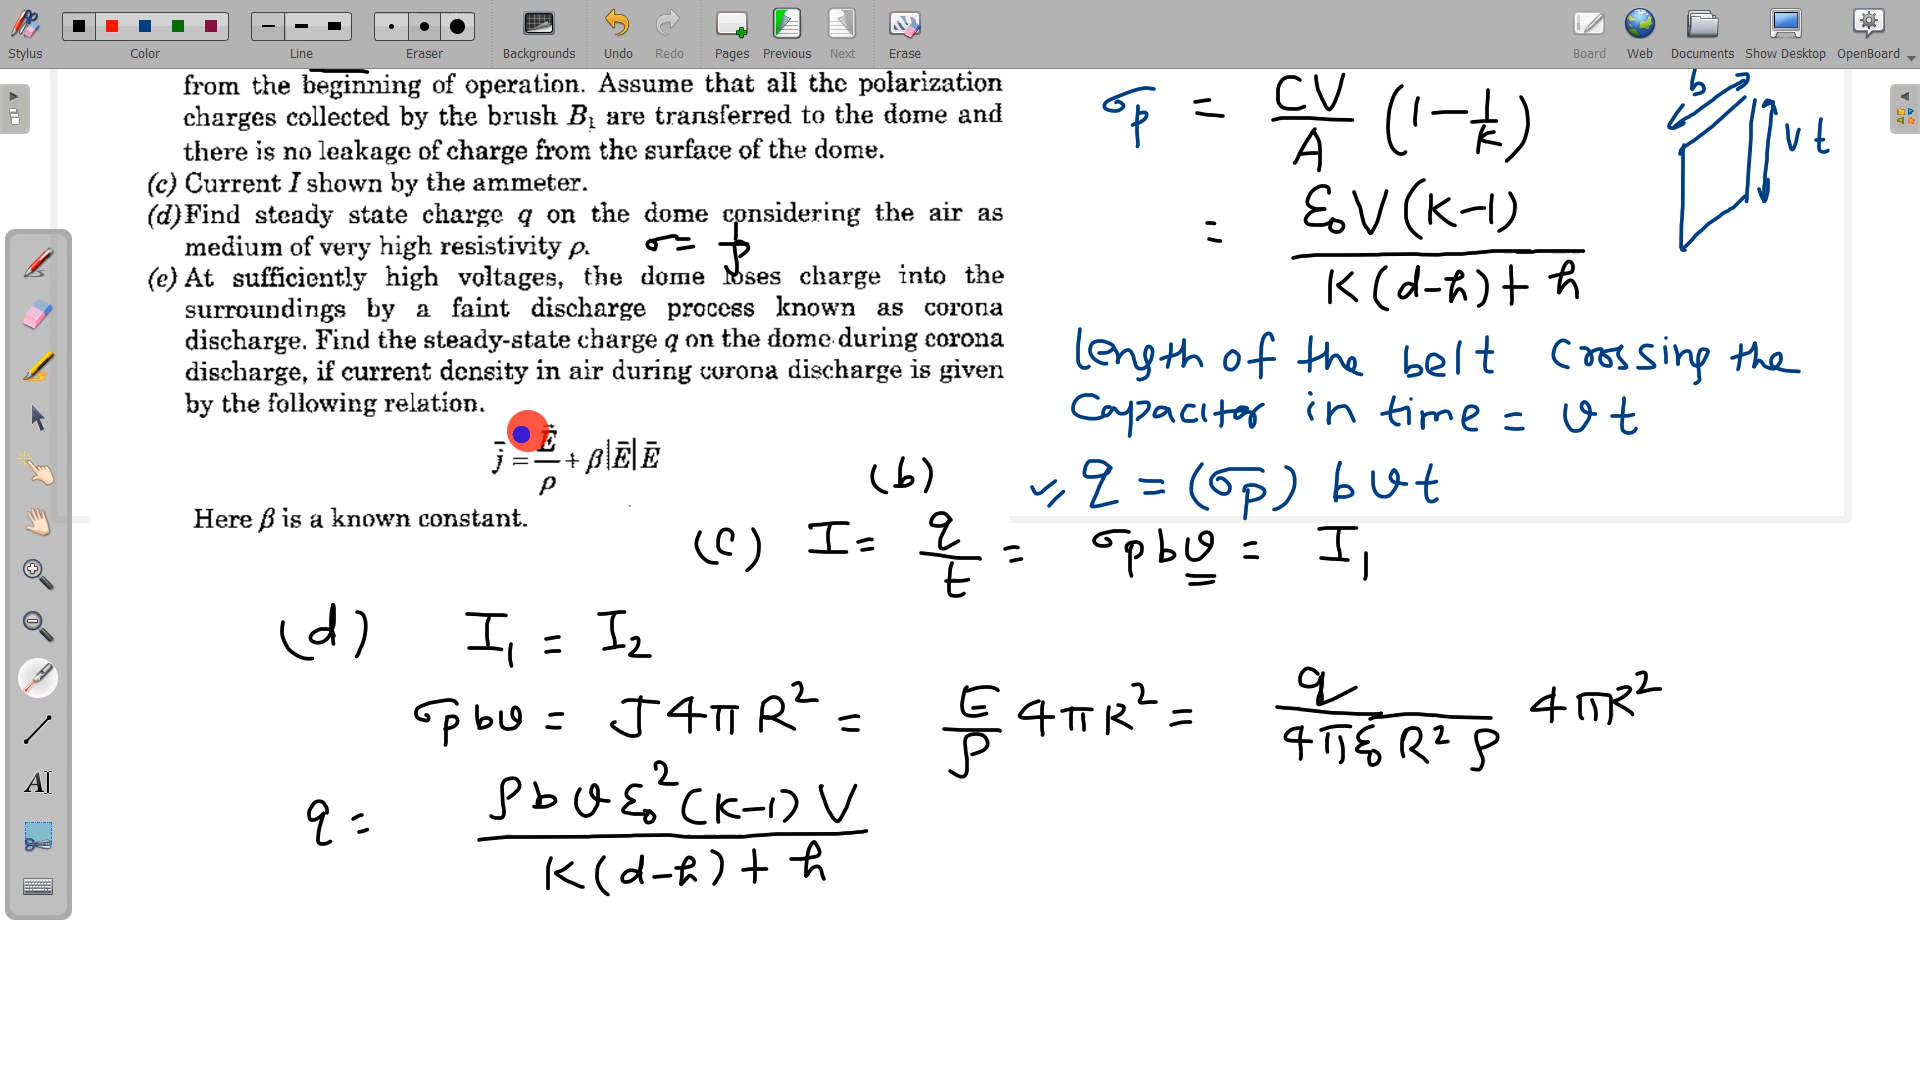 Stylus Color Line Eraser Backgrounds Undo Redo Pages Previous Next Erase Board Web Documents Show Desktop OpenBoard
from the beginning of operation. Assume that all the polarization
charges collected by the brush B₁ are transferred to the dome and
there is no leakage of charge from the surface of the dome.
(c) Current I shown by the ammeter.
(d) Find steady state charge q on the dome considering the air as
medium of very high resistivity ρ. σ = 1/ρ
(e) At sufficiently high voltages, the dome loses charge into the
surroundings by a faint discharge process known as corona
discharge. Find the steady-state charge q on the dome during corona
discharge, if current density in air during corona discharge is given
by the following relation.
j̄ = Ē/ρ + β|Ē|Ē
Here β is a known constant.
σp = CV/A (1 - 1/k)
= ε₀V(k-1) / K(d-h)+h
b
vt
length of the belt crossing the
Capacitor in time = vt
(b) q = (σp) bvt
(c) I = q/t = σp bv = I₁
(d) I₁ = I₂
σp bv = J4πR² = E/ρ 4πR² = q/4πε₀R²ρ 4πR²
q = ρbvε₀²(k-1)V / K(d-h)+h
AI